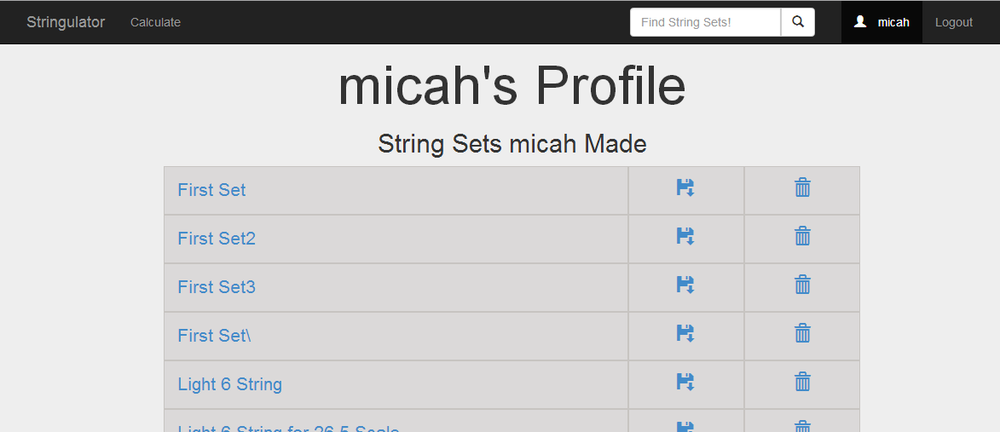 Stringulator Calculate Find String Sets! micah Logout
micah's Profile
String Sets micah Made
First Set
First Set2
First Set3
First Set\
Light 6 String
Light 6 String for 26.5 Scale